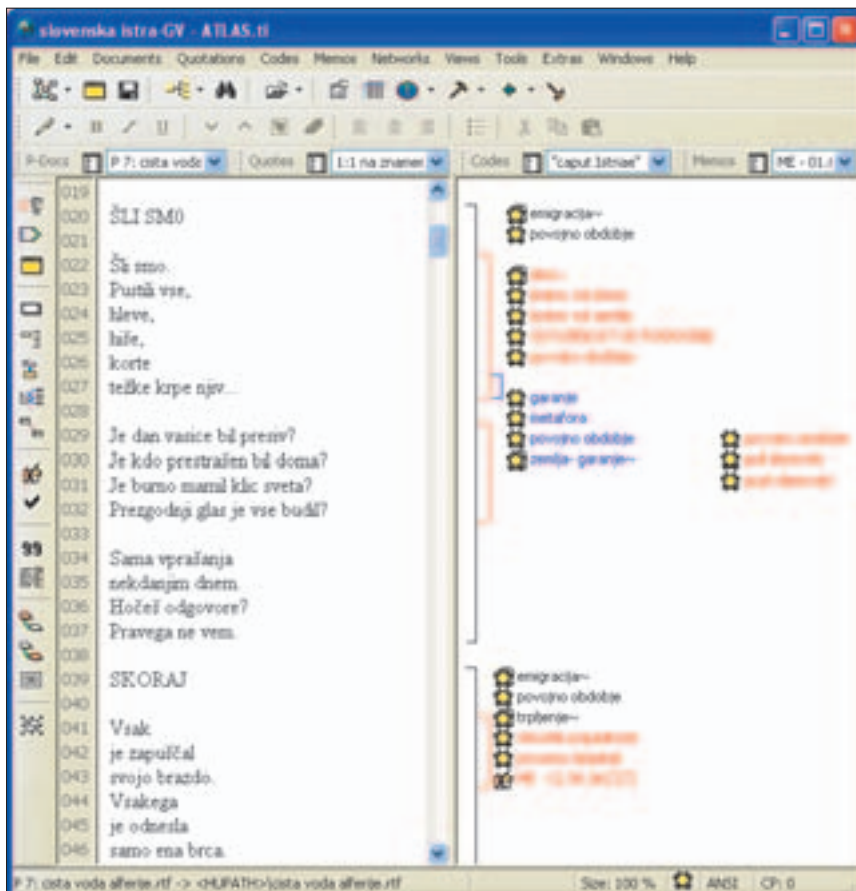 slovenska istra-GV - ATLAS.ti
File Edit Documents Quotations Codes Memos Networks Views Tools Extras Windows Help
P-Docs P 7: cista voda Quotes 1:1 na znamen Codes "caput Istriae" Memos ME - 01.
019
020 ŠLI SMO
021
022 Šli smo.
023 Pustili vse,
024 hleve,
025 hiše,
026 korte
027 težke krpe njiv...
028
029 Je dan vasice bil presiv?
030 Je kdo prestrašen bil doma?
031 Je burno mamil klic sveta?
032 Prezgodnji glas je vse budil?
033
034 Sama vprašanja
035 nekdanjim dnem.
036 Hočeš odgovore?
037 Pravega ne vem.
038
039 SKORAJ
040
041 Vsak
042 je zapuščal
043 svojo brazdo.
044 Vsakega
045 je odnesla
046 samo ena brca.
emigracija~
povojno obdobje
garanje
metafora
povojno obdobje
zemlja- garanje~
emigracija~
povojno obdobje
trpljenje~
P 7: cista voda alferije.rtf -> <HUPATH>\cista voda alferije.rtf Size: 100 % ANSI CP: 0